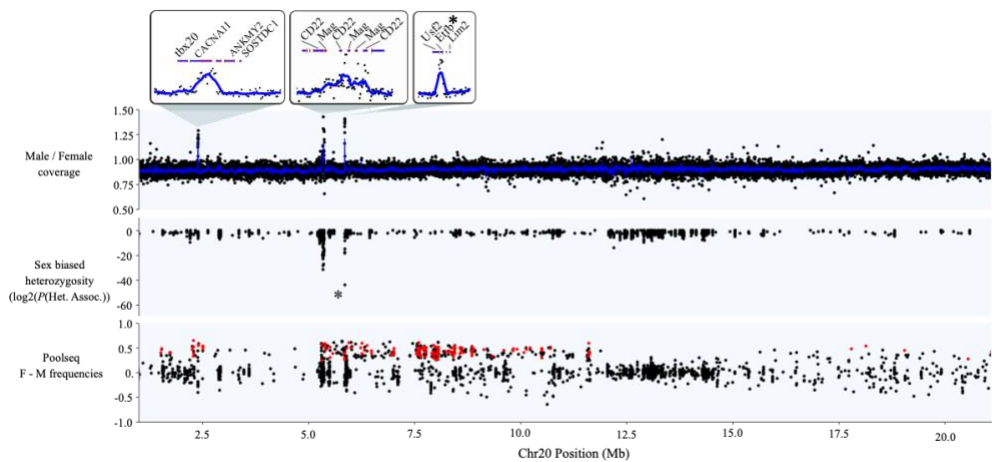 tbx20 CACNA1I ANKMY2 SOSTDC1
CD22 Mag CD22 Mag Mag CD22
Usf2 Etfb* Lim2
Male / Female
coverage
1.50
1.25
1.00
0.75
0.50
Sex biased
heterozygosity
(log2(P(Het. Assoc.))
0
-20
-40
-60
*
Poolseq
F - M frequencies
1.0
0.5
0.
-0.5
-1.0
2.5 5.0 7.5 10.0 12.5 15.0 17.5 20.0
Chr20 Position (Mb)